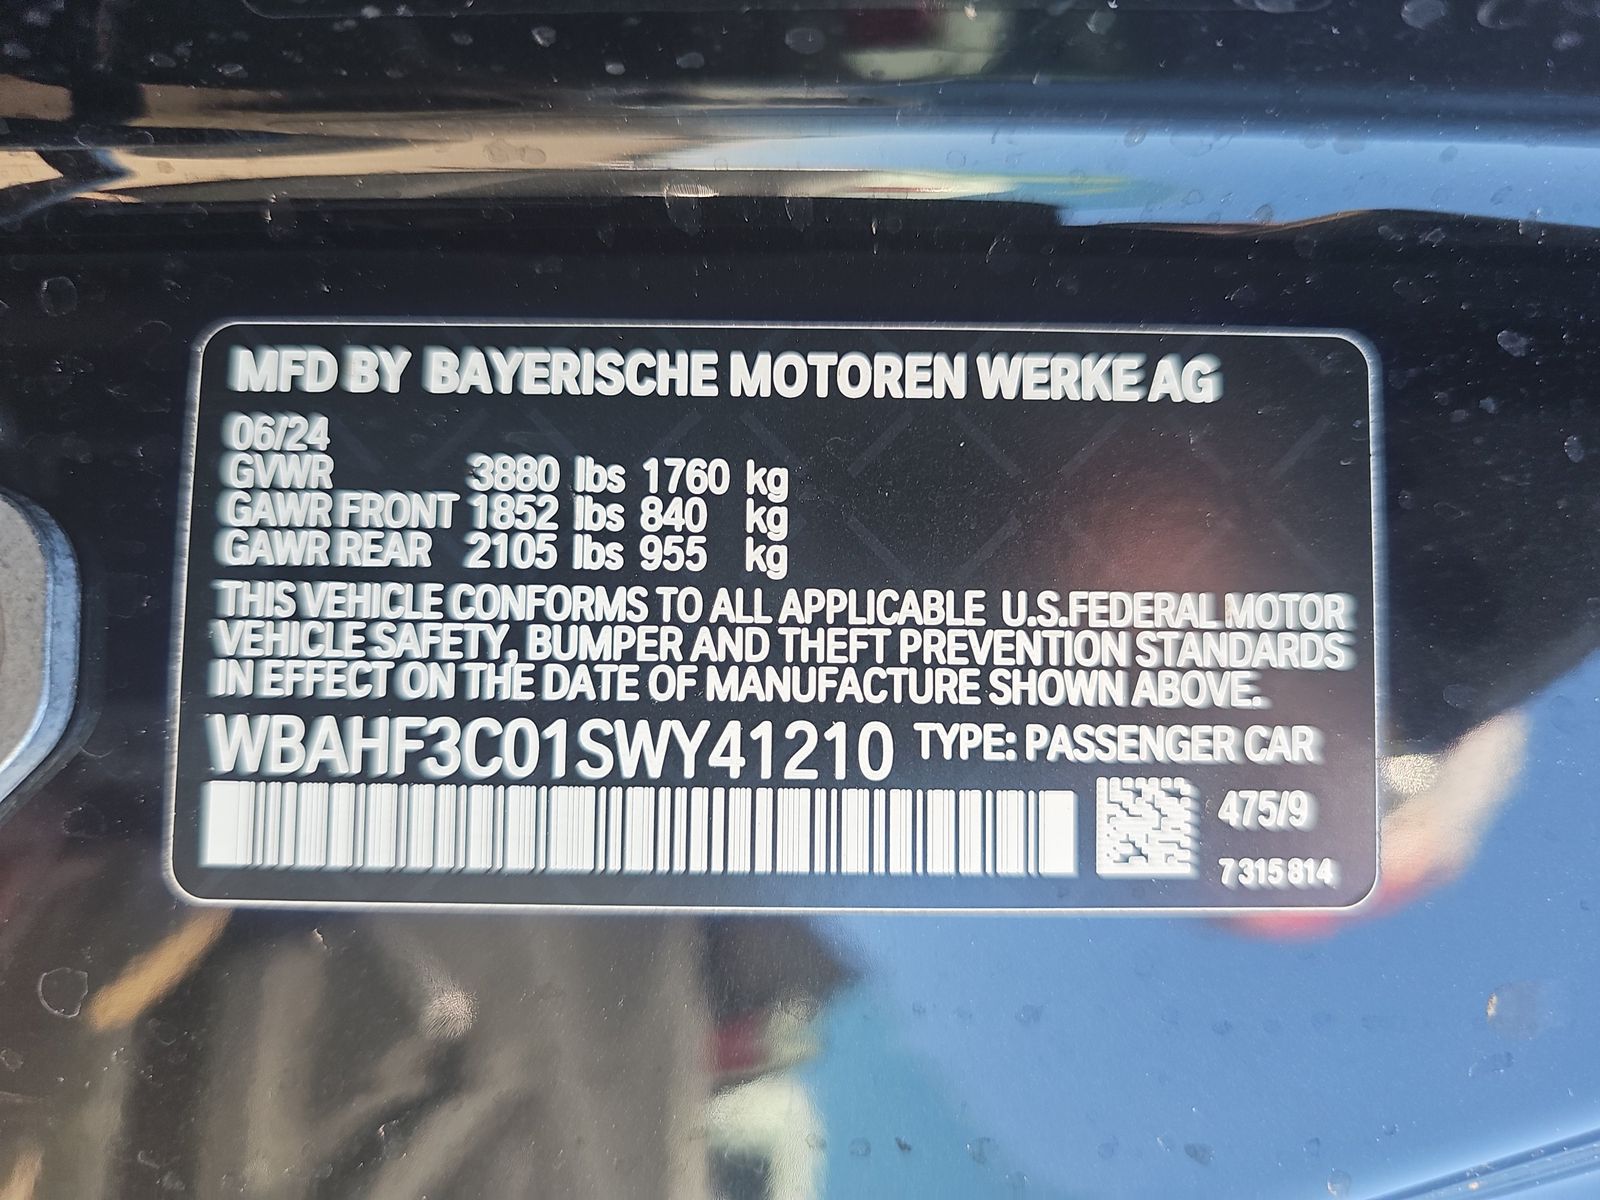 MFD BY BAYERISCHE MOTOREN WERKE AG
06/24
GVWR 3880 lbs 1760 kg
GAWR FRONT 1852 lbs 840 kg
GAWR REAR 2105 lbs 955 kg
THIS VEHICLE CONFORMS TO ALL APPLICABLE U.S.FEDERAL MOTOR
VEHICLE SAFETY, BUMPER AND THEFT PREVENTION STANDARDS
IN EFFECT ON THE DATE OF MANUFACTURE SHOWN ABOVE.
WBAHF3C01SWY41210 TYPE: PASSENGER CAR
475/9
7 315 814